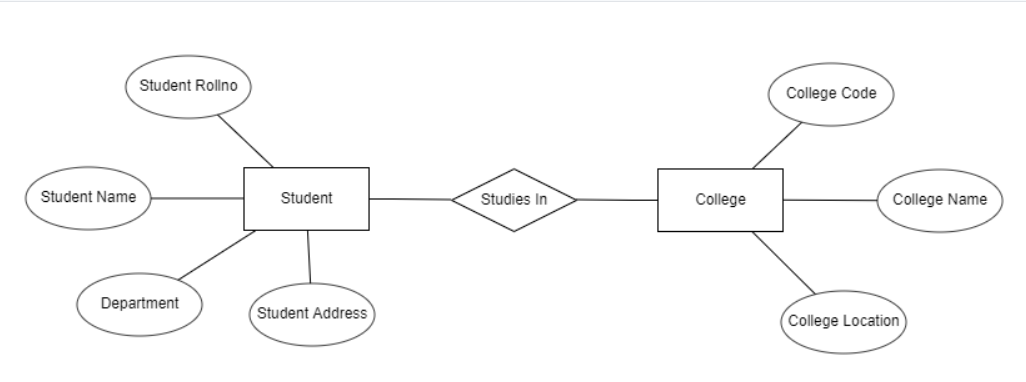 Student Rollno
College Code
Student Name
Student
Studies In
College
College Name
Department
Student Address
College Location